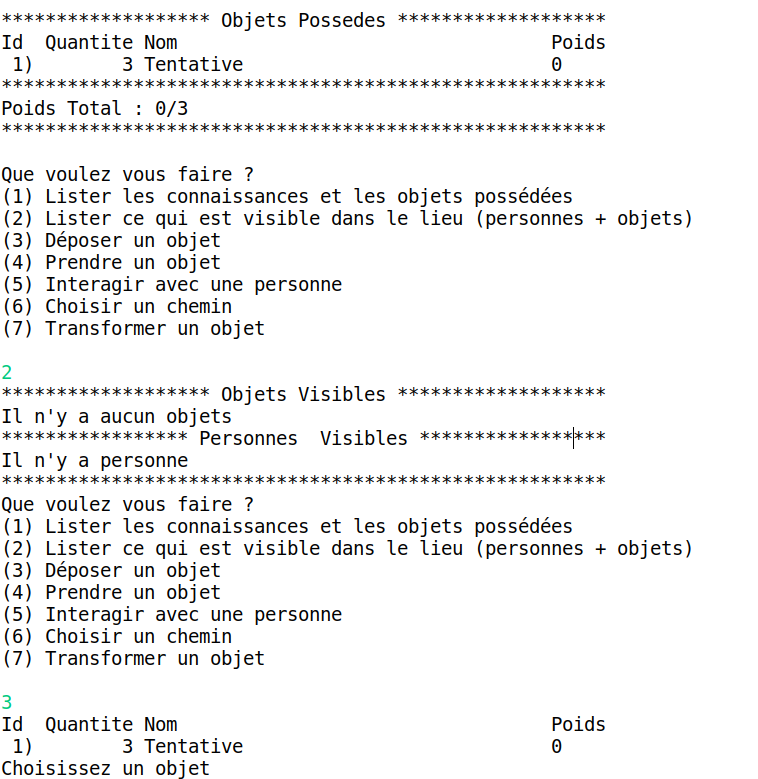 ******************* Objets Possedes *******************
Id  Quantite Nom                                  Poids
 1)        3 Tentative                            0
*******************************************************
Poids Total : 0/3
*******************************************************

Que voulez vous faire ?
(1) Lister les connaissances et les objets possédées
(2) Lister ce qui est visible dans le lieu (personnes + objets)
(3) Déposer un objet
(4) Prendre un objet
(5) Interagir avec une personne
(6) Choisir un chemin
(7) Transformer un objet

2
******************* Objets Visibles *******************
Il n'y a aucun objets
***************** Personnes  Visibles *****************
Il n'y a personne
*******************************************************
Que voulez vous faire ?
(1) Lister les connaissances et les objets possédées
(2) Lister ce qui est visible dans le lieu (personnes + objets)
(3) Déposer un objet
(4) Prendre un objet
(5) Interagir avec une personne
(6) Choisir un chemin
(7) Transformer un objet

3
Id  Quantite Nom                                  Poids
 1)        3 Tentative                            0
Choisissez un objet